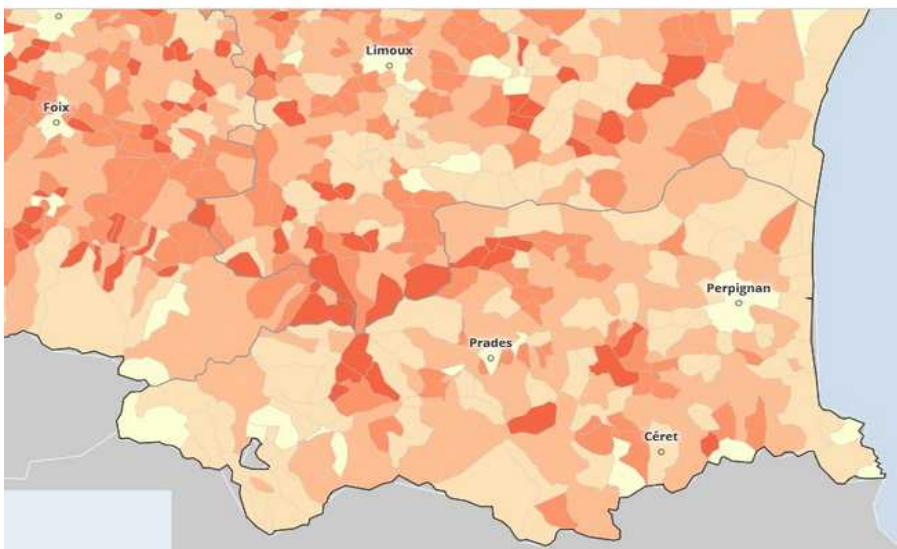 Limoux
Foix
Perpignan
Prades
Céret